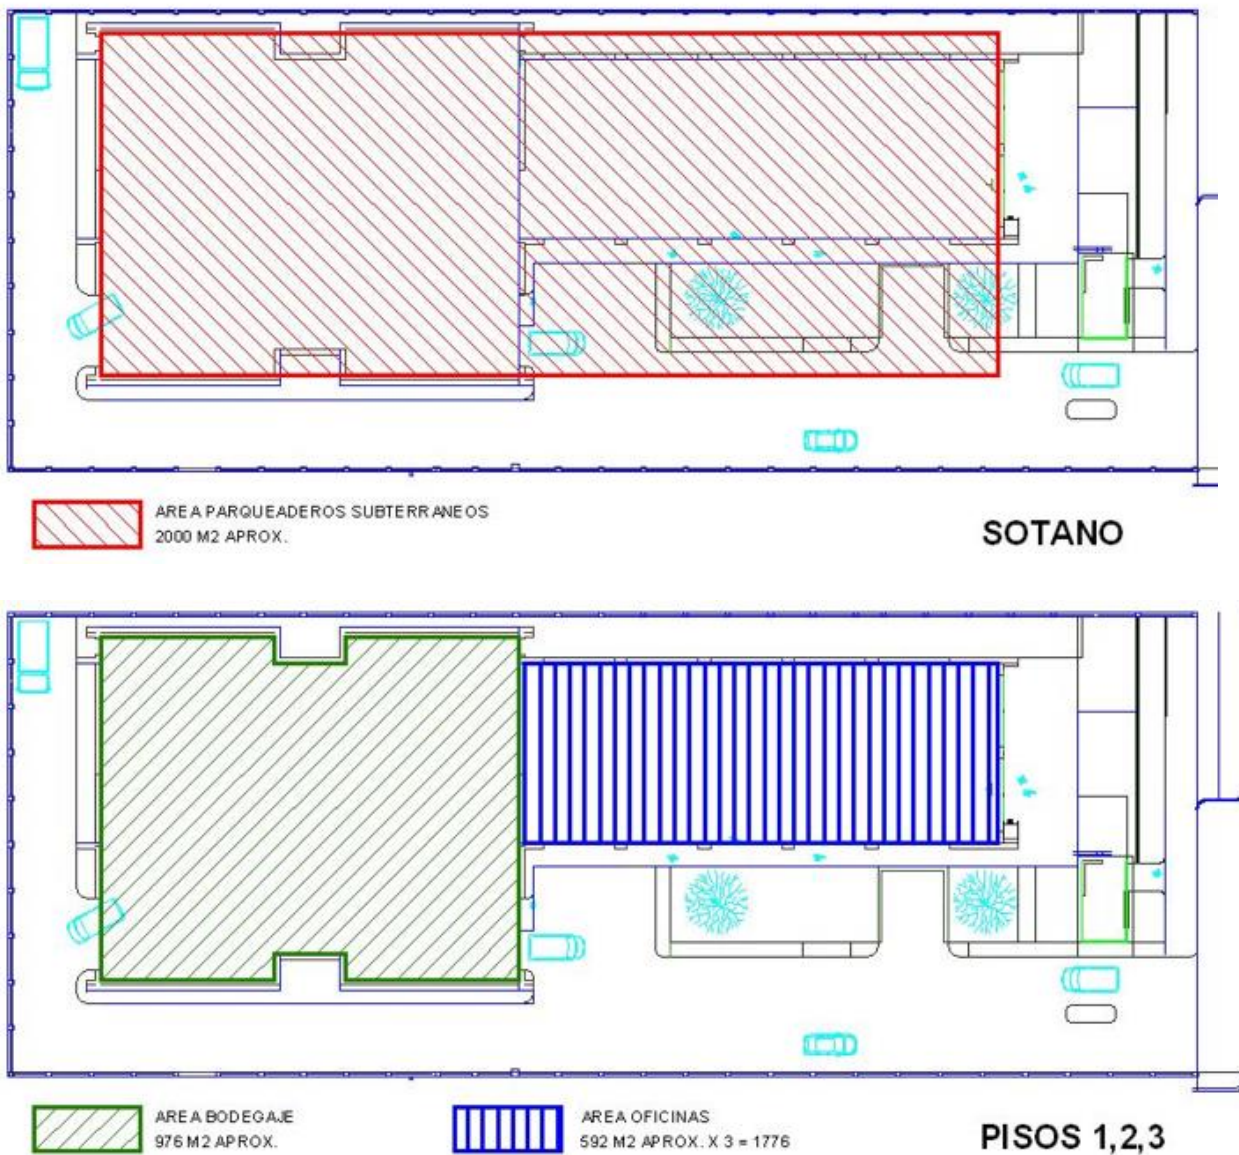 AREA PARQUEADEROS SUBTERRANEOS
2000 M2 APROX.
SOTANO
AREA BODEGAJE
976 M2 APROX.
AREA OFICINAS
592 M2 APROX. X 3 = 1776
PISOS 1,2,3